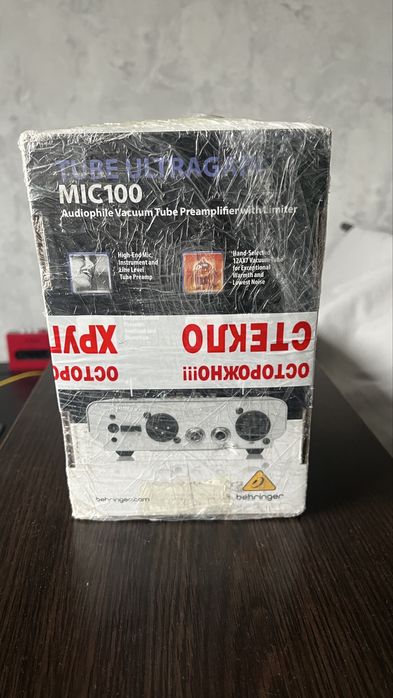 TUBE ULTRAGAIN
MIC100
Audiophile Vacuum Tube Preamplifier with Limiter
High-End Mic,
Instrument and
Line Level
Tube Preamp
Hand-Selected
12AX7 Vacuum Tube
for Exceptional
Warmth and
Lowest Noise
ОСТОРОЖНО!!!
СТЕКЛО
ОСТОРО
ХРУП
behringer.com
behringer